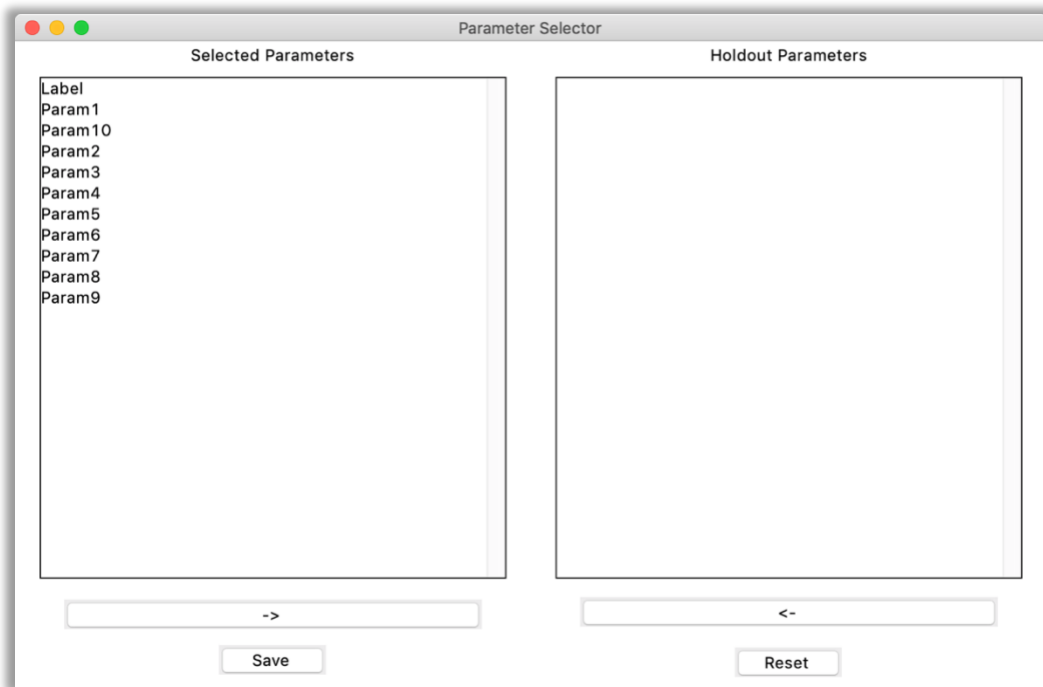 Parameter Selector
Selected Parameters
Holdout Parameters
Label
Param1
Param10
Param2
Param3
Param4
Param5
Param6
Param7
Param8
Param9
->
<-
Save
Reset